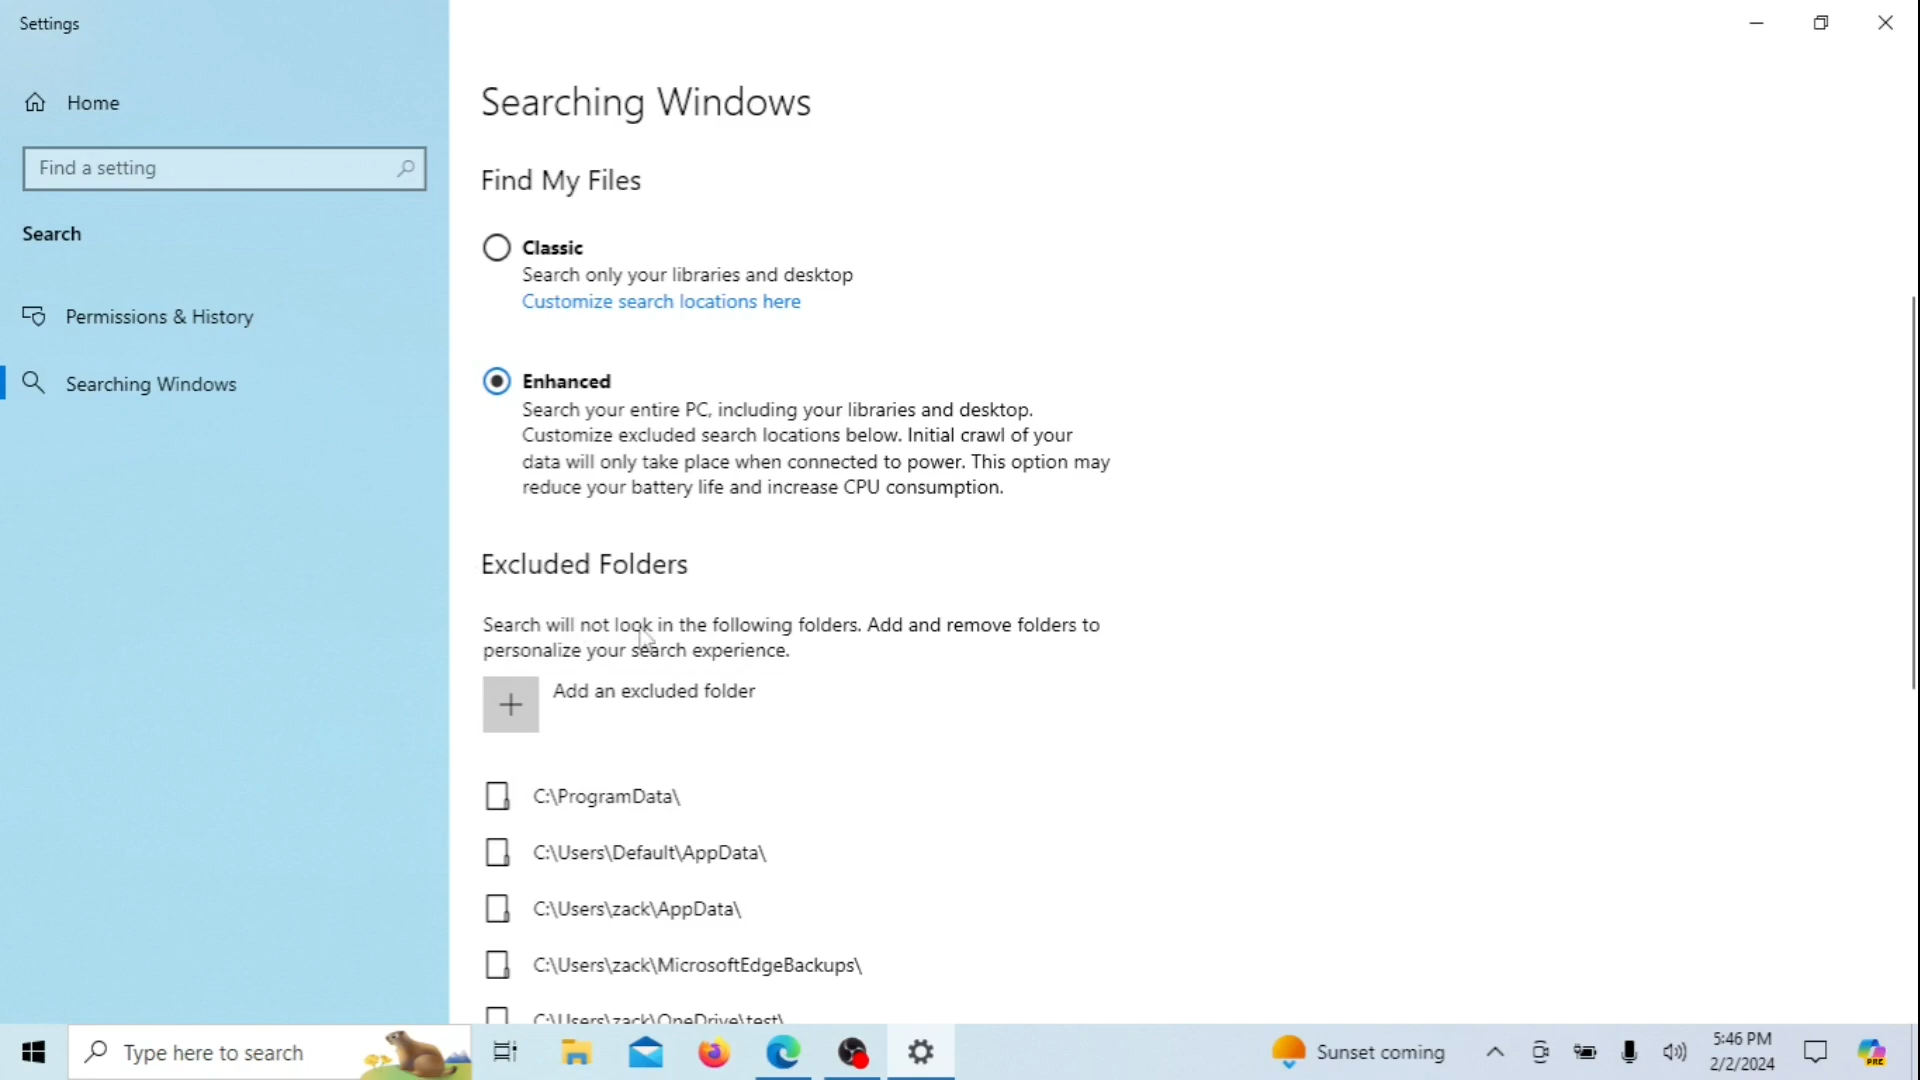 Settings
Home
Find a setting
Search
Permissions & History
Searching Windows
Searching Windows
Find My Files
Classic
Search only your libraries and desktop
Customize search locations here
Enhanced
Search your entire PC, including your libraries and desktop.
Customize excluded search locations below. Initial crawl of your
data will only take place when connected to power. This option may
reduce your battery life and increase CPU consumption.
Excluded Folders
Search will not look in the following folders. Add and remove folders to
personalize your search experience.
Add an excluded folder
C:\ProgramData\
C:\Users\Default\AppData\
C:\Users\zack\AppData\
C:\Users\zack\MicrosoftEdgeBackups\
C:\Users\zack\OneDrive\test\
Type here to search
Sunset coming
5:46 PM
2/2/2024
PRE